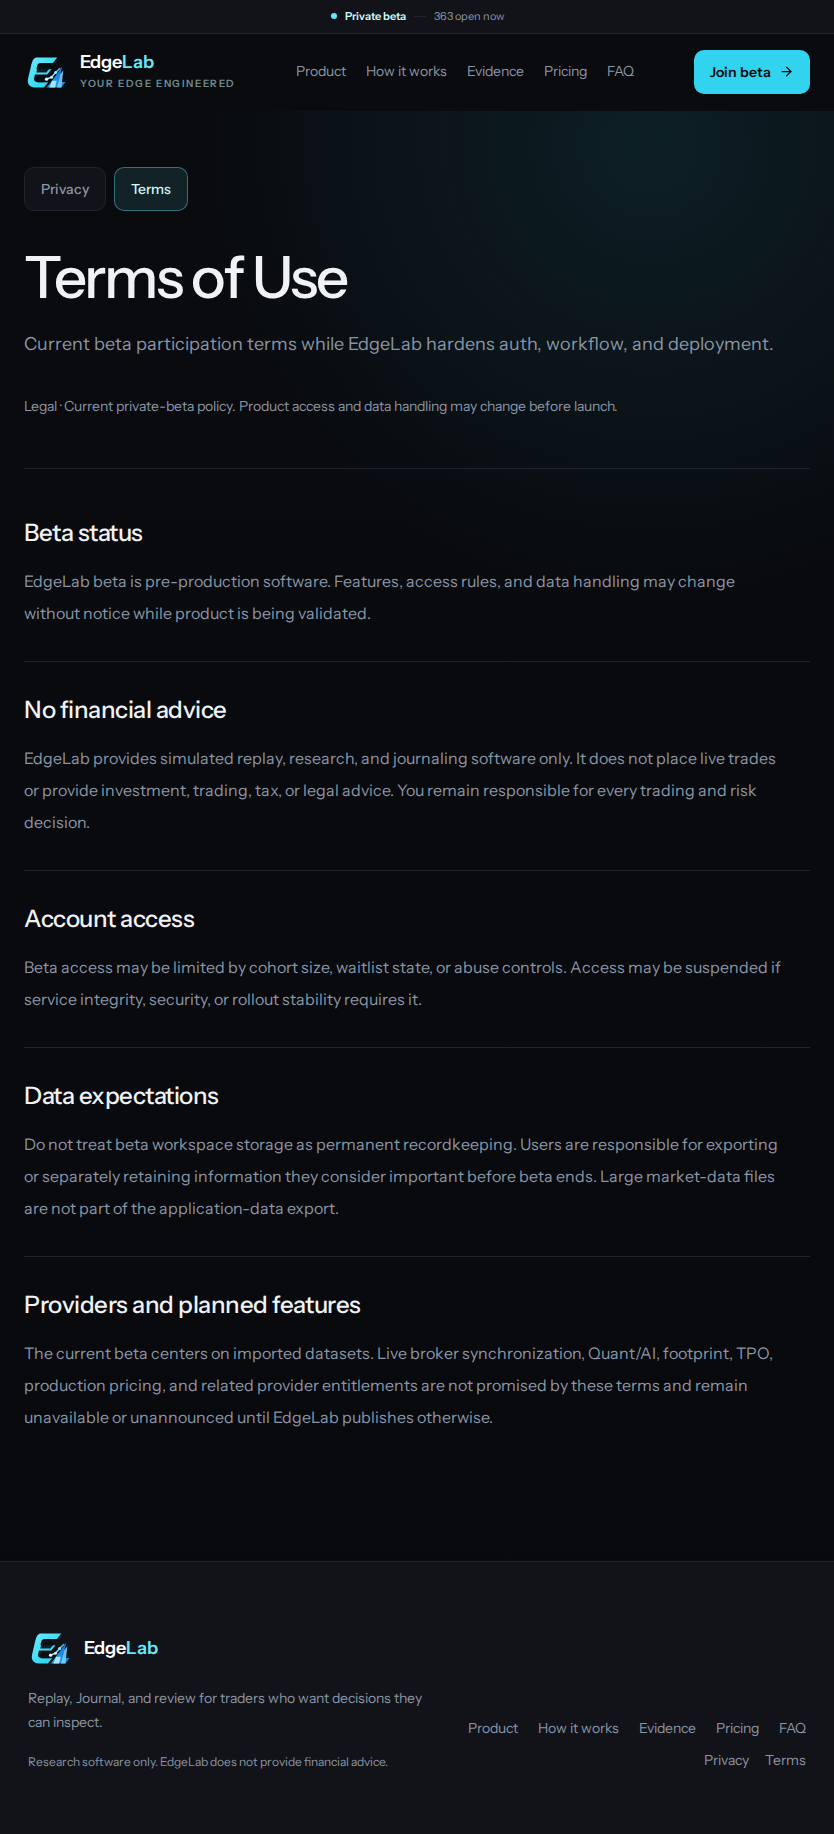 Private beta — 363 open now
EdgeLab
YOUR EDGE ENGINEERED
Product How it works Evidence Pricing FAQ
Join beta →
Privacy Terms
Terms of Use
Current beta participation terms while EdgeLab hardens auth, workflow, and deployment.
Legal · Current private-beta policy. Product access and data handling may change before launch.
Beta status
EdgeLab beta is pre-production software. Features, access rules, and data handling may change
without notice while product is being validated.
No financial advice
EdgeLab provides simulated replay, research, and journaling software only. It does not place live trades
or provide investment, trading, tax, or legal advice. You remain responsible for every trading and risk
decision.
Account access
Beta access may be limited by cohort size, waitlist state, or abuse controls. Access may be suspended if
service integrity, security, or rollout stability requires it.
Data expectations
Do not treat beta workspace storage as permanent recordkeeping. Users are responsible for exporting
or separately retaining information they consider important before beta ends. Large market-data files
are not part of the application-data export.
Providers and planned features
The current beta centers on imported datasets. Live broker synchronization, Quant/AI, footprint, TPO,
production pricing, and related provider entitlements are not promised by these terms and remain
unavailable or unannounced until EdgeLab publishes otherwise.
EdgeLab
Replay, Journal, and review for traders who want decisions they
can inspect.
Research software only. EdgeLab does not provide financial advice.
Product How it works Evidence Pricing FAQ
Privacy Terms